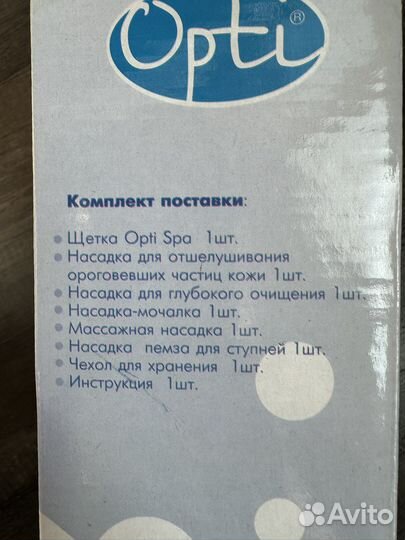 Opti ®
Комплект поставки:
Щетка Opti Spa 1шт.
Насадка для отшелушивания
ороговевших частиц кожи 1шт.
Насадка для глубокого очищения 1шт.
Насадка-мочалка 1шт.
Массажная насадка 1шт.
Насадка пемза для ступней 1шт.
Чехол для хранения 1шт.
Инструкция 1шт.
Avito